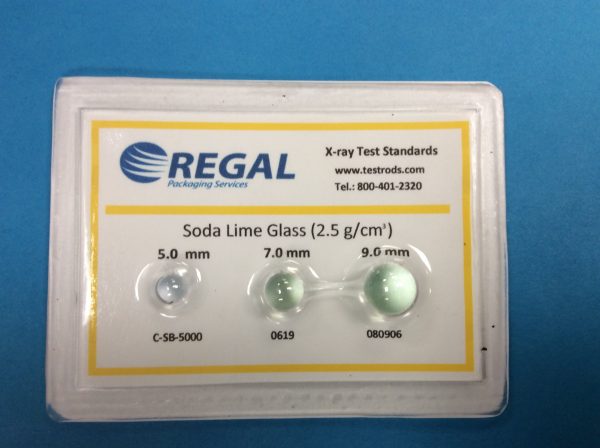 REGAL
Packaging Services
X-ray Test Standards
www.testrods.com
Tel.: 800-401-2320
Soda Lime Glass (2.5 g/cm³)
5.0 mm 7.0 mm 9.0 mm
C-SB-5000 0619 080906